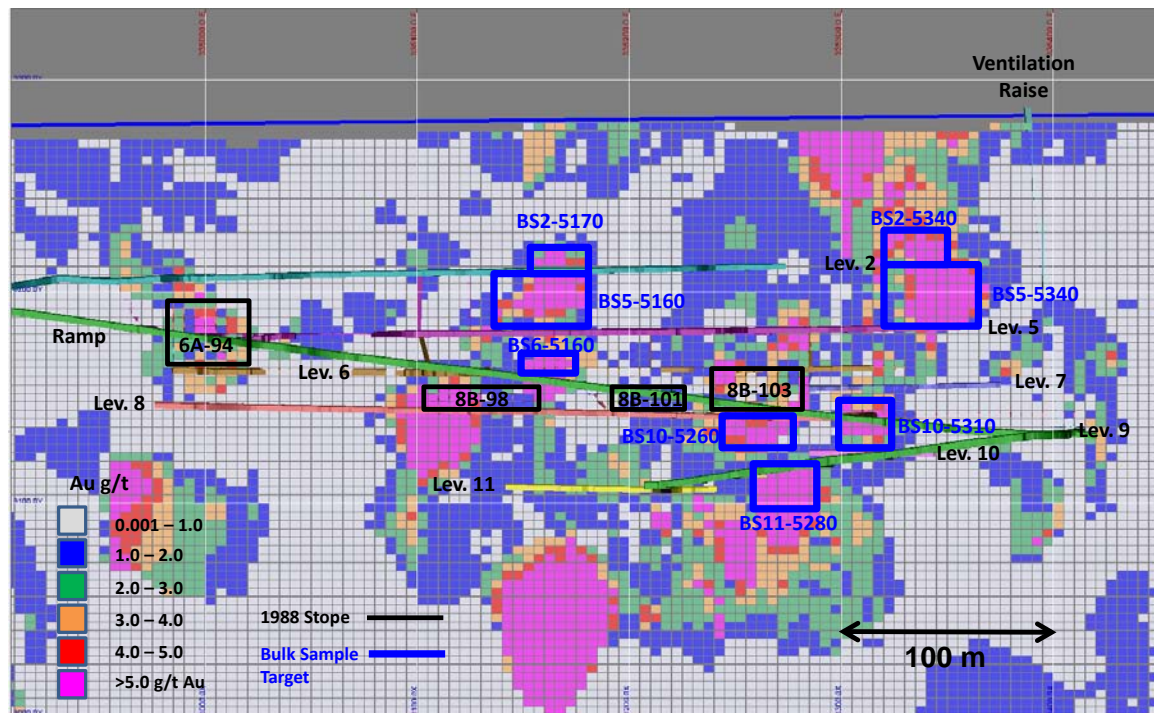 Ventilation
Raise
BS2-5170
BS2-5340
Lev. 2
BS5-5160
BS5-5340
Ramp
Lev. 5
6A-94
BS6-5160
Lev. 6
Lev. 7
8B-98
8B-101
8B-103
Lev. 8
BS10-5260
BS10-5310
Lev. 9
Lev. 10
Lev. 11
BS11-5280
Au g/t
0.001 – 1.0
1.0 – 2.0
2.0 – 3.0
3.0 – 4.0
4.0 – 5.0
>5.0 g/t Au
1988 Stope
Bulk Sample
Target
100 m